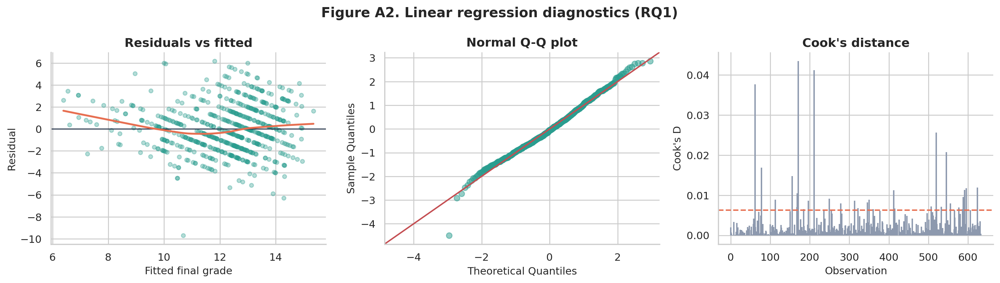 Figure A2. Linear regression diagnostics (RQ1)
Residuals vs fitted
6
4
2
0
−2
−4
−6
−8
−10
Residual
6 8 10 12 14
Fitted final grade
Normal Q-Q plot
3
2
1
0
−1
−2
−3
−4
Sample Quantiles
−4 −2 0 2
Theoretical Quantiles
Cook's distance
0.04
0.03
0.02
0.01
0.00
Cook's D
0 100 200 300 400 500 600
Observation